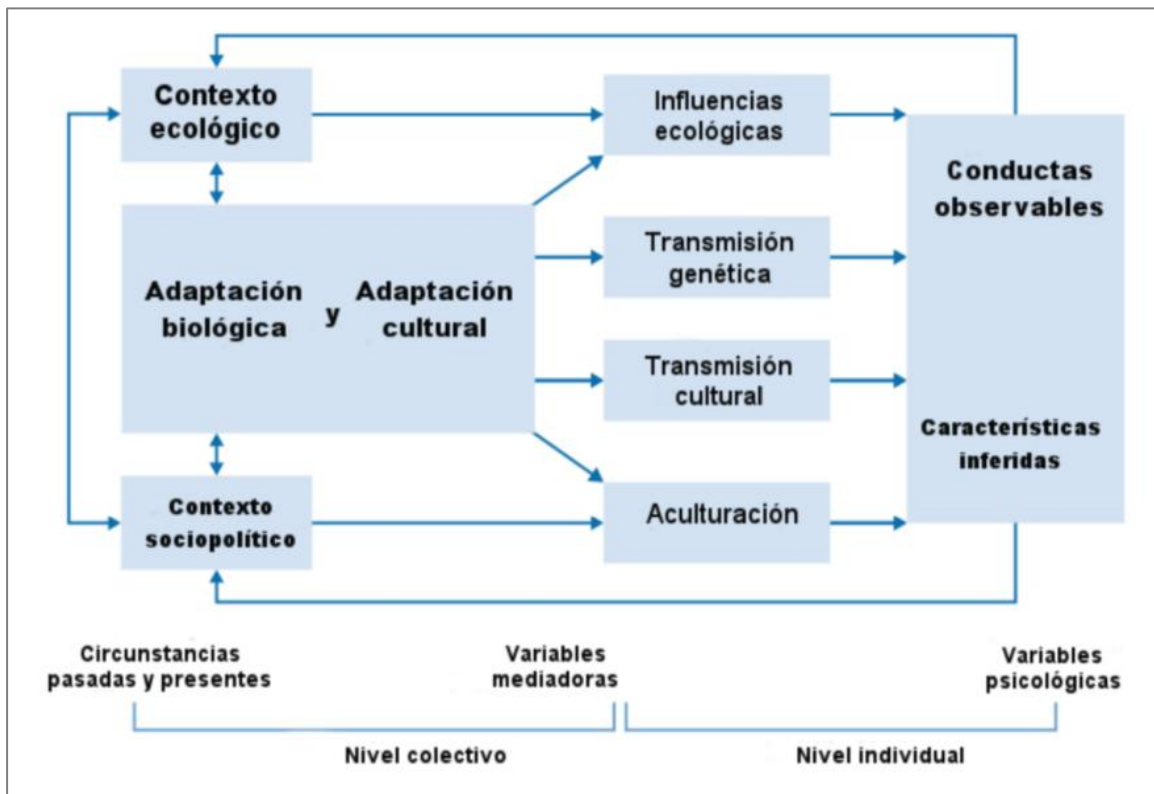 Contexto
ecológico
Influencias
ecológicas
Conductas
observables
Adaptación
biológica
y
Adaptación
cultural
Transmisión
genética
Transmisión
cultural
Características
inferidas
Contexto
sociopolítico
Aculturación
Circunstancias
pasadas y presentes
Variables
mediadoras
Variables
psicológicas
Nivel colectivo
Nivel individual